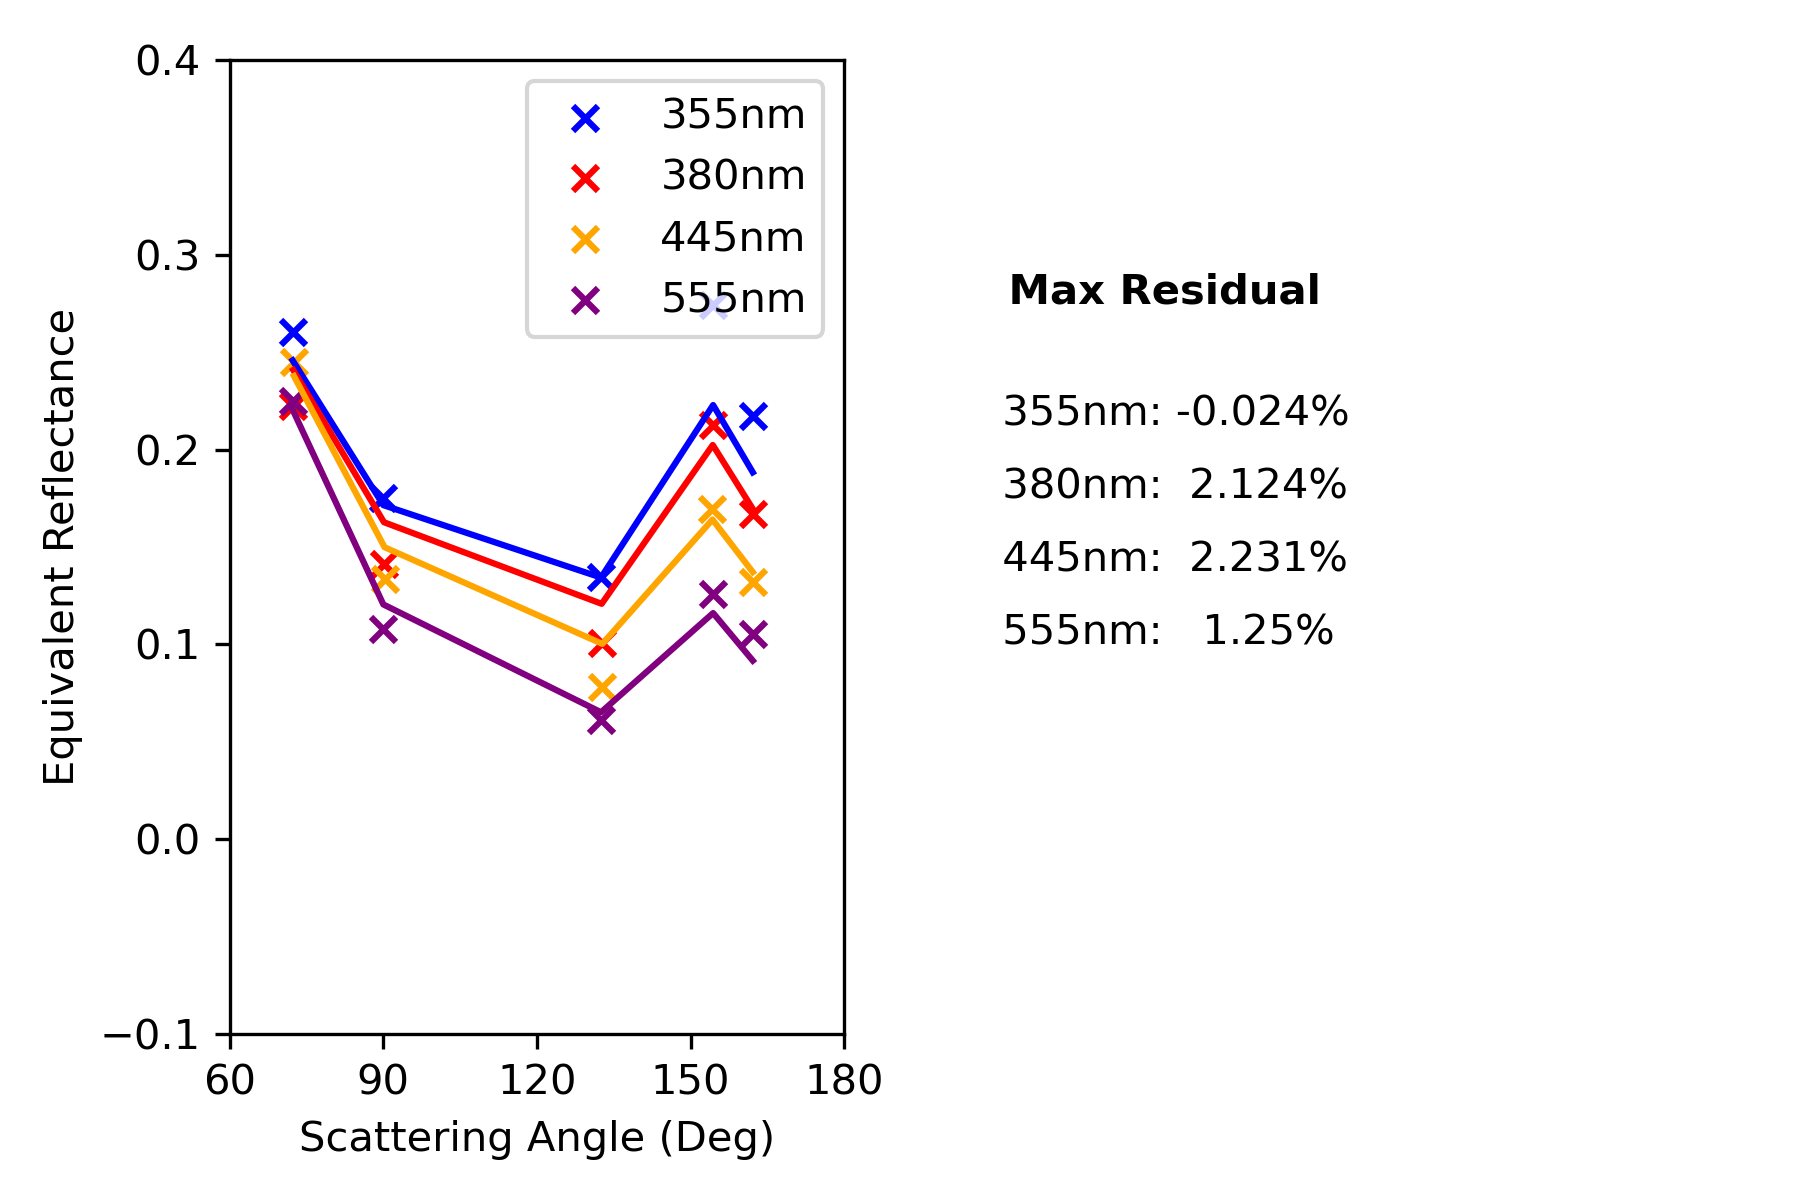 0.4
0.3
0.2
0.1
0.0
−0.1
60 90 120 150 180
Equivalent Reflectance
Scattering Angle (Deg)
355nm
380nm
445nm
555nm
Max Residual
355nm: -0.024%
380nm: 2.124%
445nm: 2.231%
555nm: 1.25%